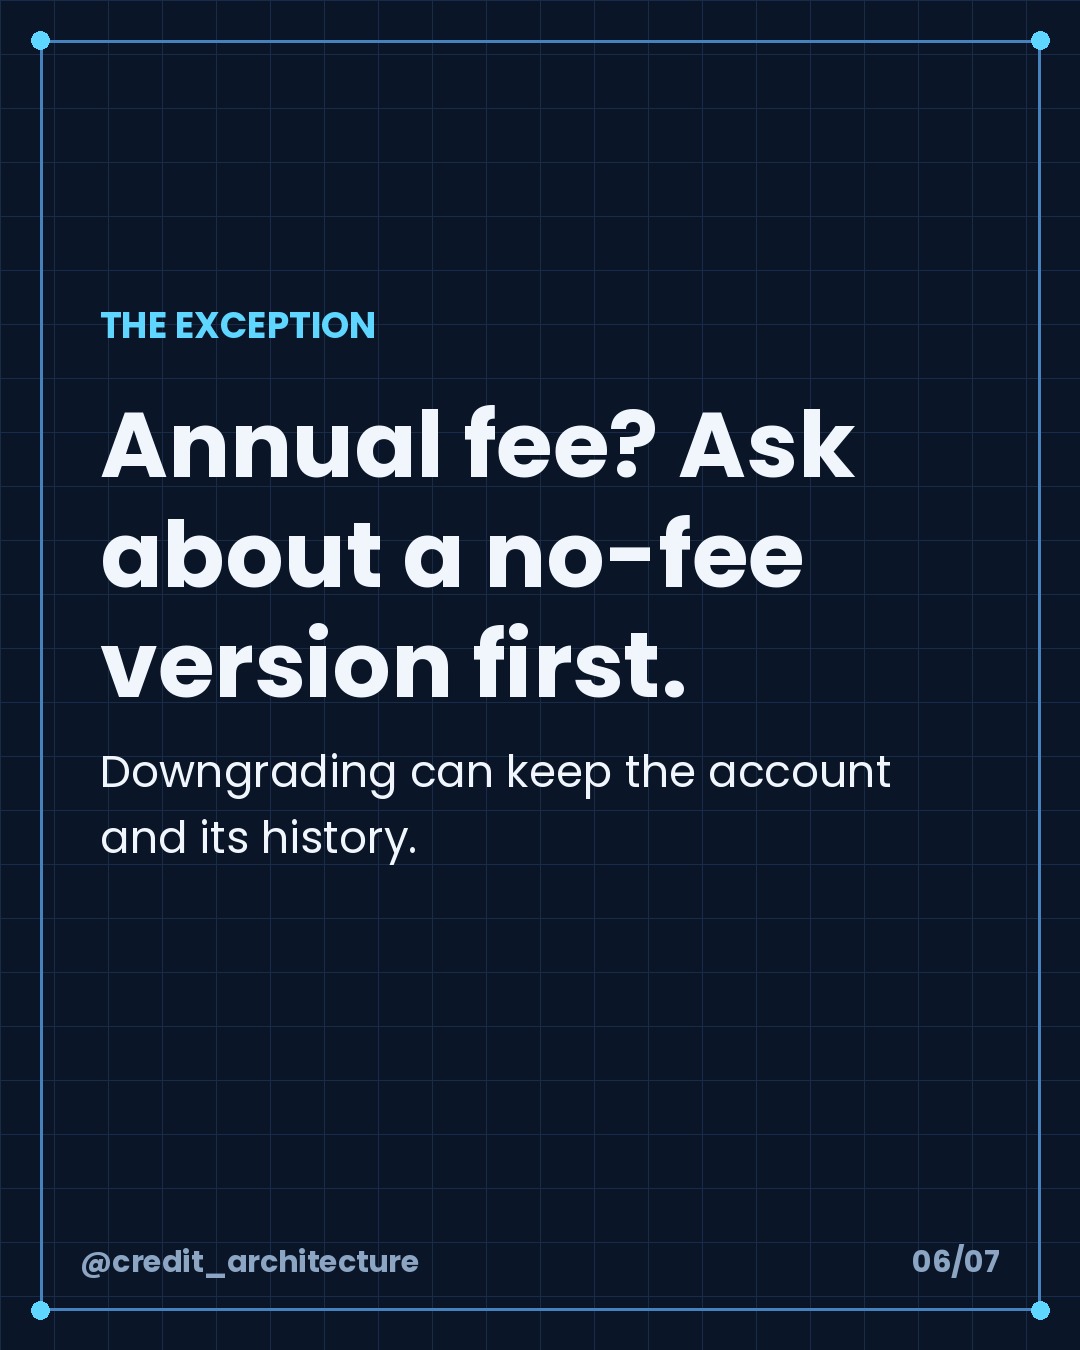 THE EXCEPTION
Annual fee? Ask
about a no-fee
version first.
Downgrading can keep the account
and its history.
@credit_architecture
06/07